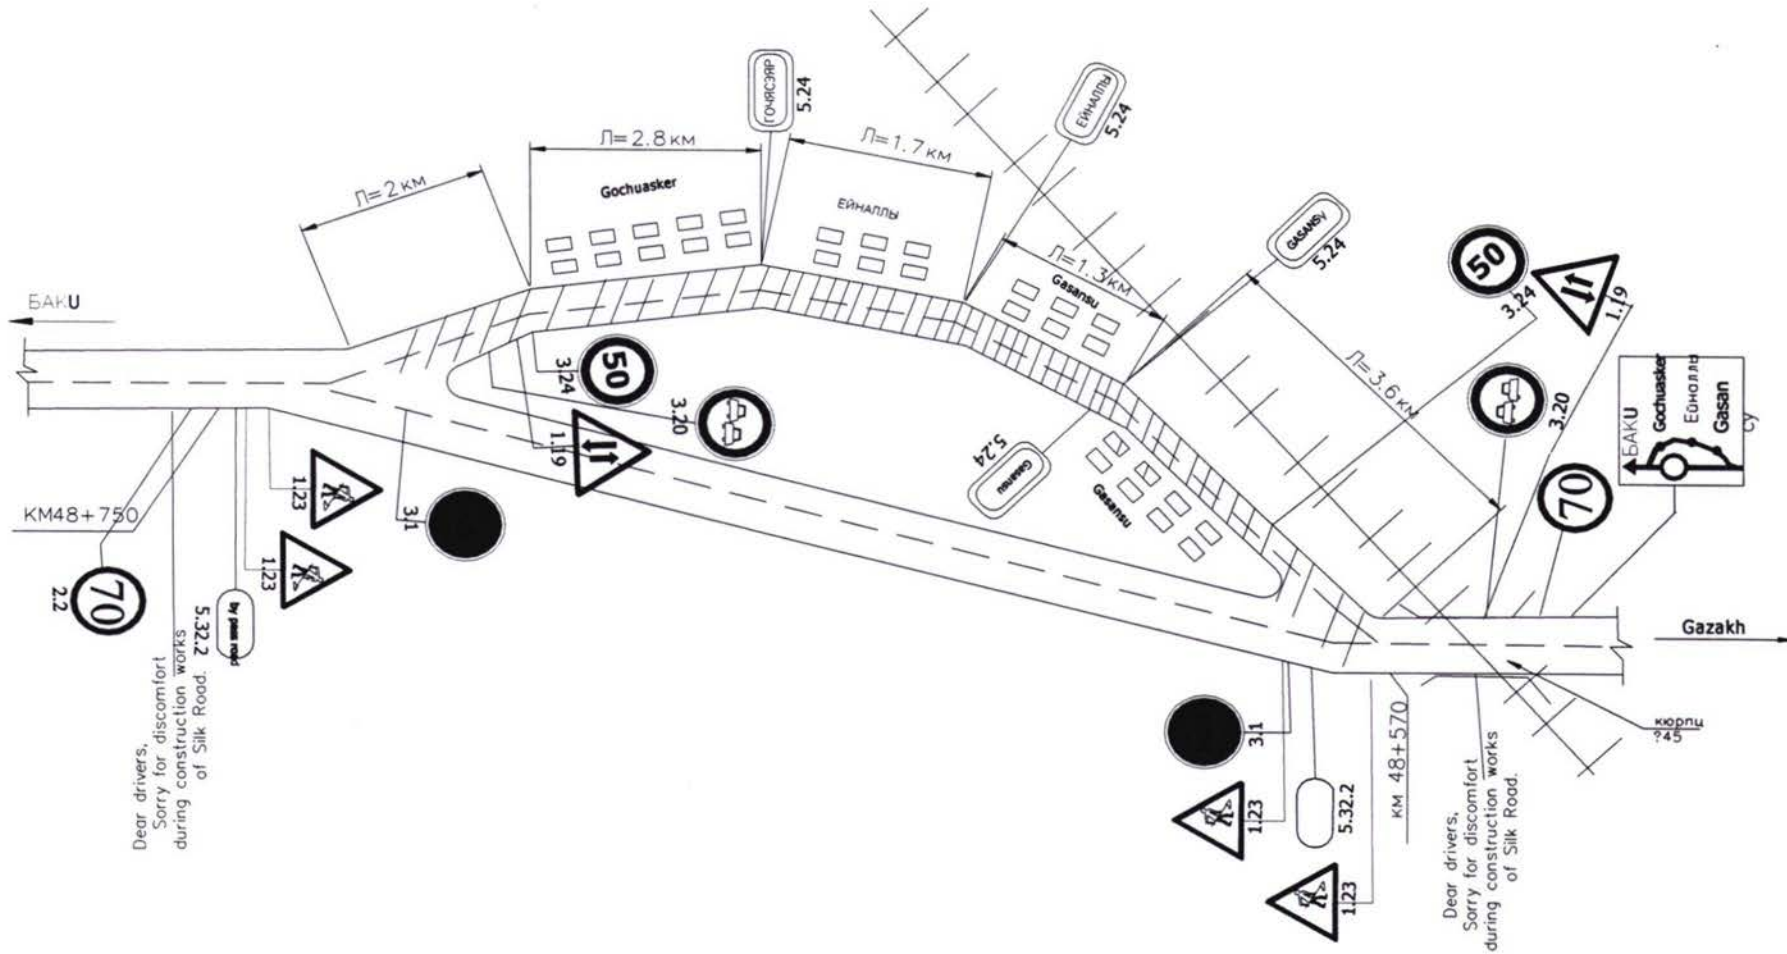 БАКU
Л=2 км
Л=2.8 км
Gochuasker
ГОЧЯСЭЯР
5.24
Л=1.7 км
ЕЙНАЛЛЫ
ЕЙНАЛЛЫ
5.24
Л=1.3 км
Gasansu
GASANSу
5.24
Л=3.6 км
50
3.24
1.19
3.20
70
БАКU
Gochuasker
Ейналлы
Gasan
су
Gazakh
50
3.24
3.20
1.19
Gasansu
5.24
Gasansu
КМ48+750
70
2.2
1.23
1.23
3.1
by pass road
5.32.2
Dear drivers,
Sorry for discomfort
during construction works
of Silk Road.
3.1
1.23
5.32.2
1.23
КМ 48+570
Dear drivers,
Sorry for discomfort
during construction works
of Silk Road.
кюрпц
?45